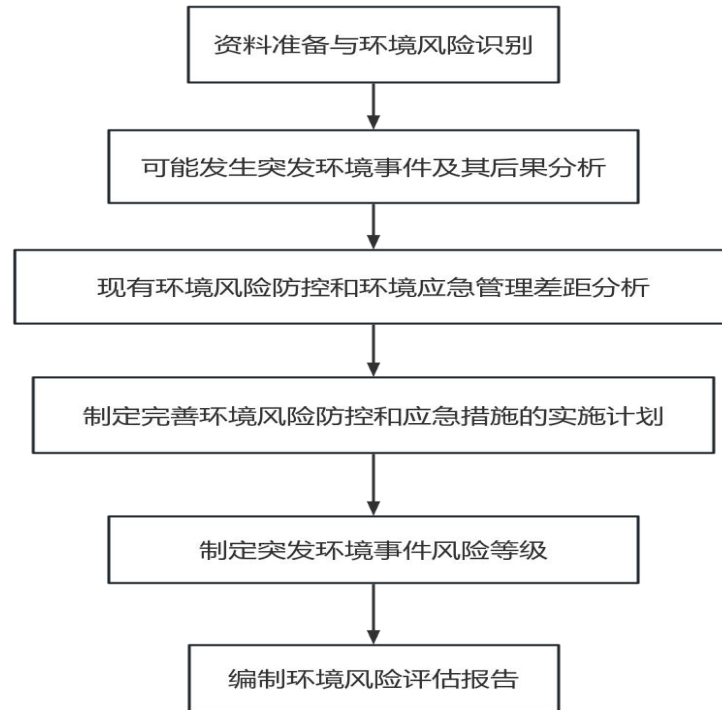 资料准备与环境风险识别
可能发生突发环境事件及其后果分析
现有环境风险防控和环境应急管理差距分析
制定完善环境风险防控和应急措施的实施计划
制定突发环境事件风险等级
编制环境风险评估报告